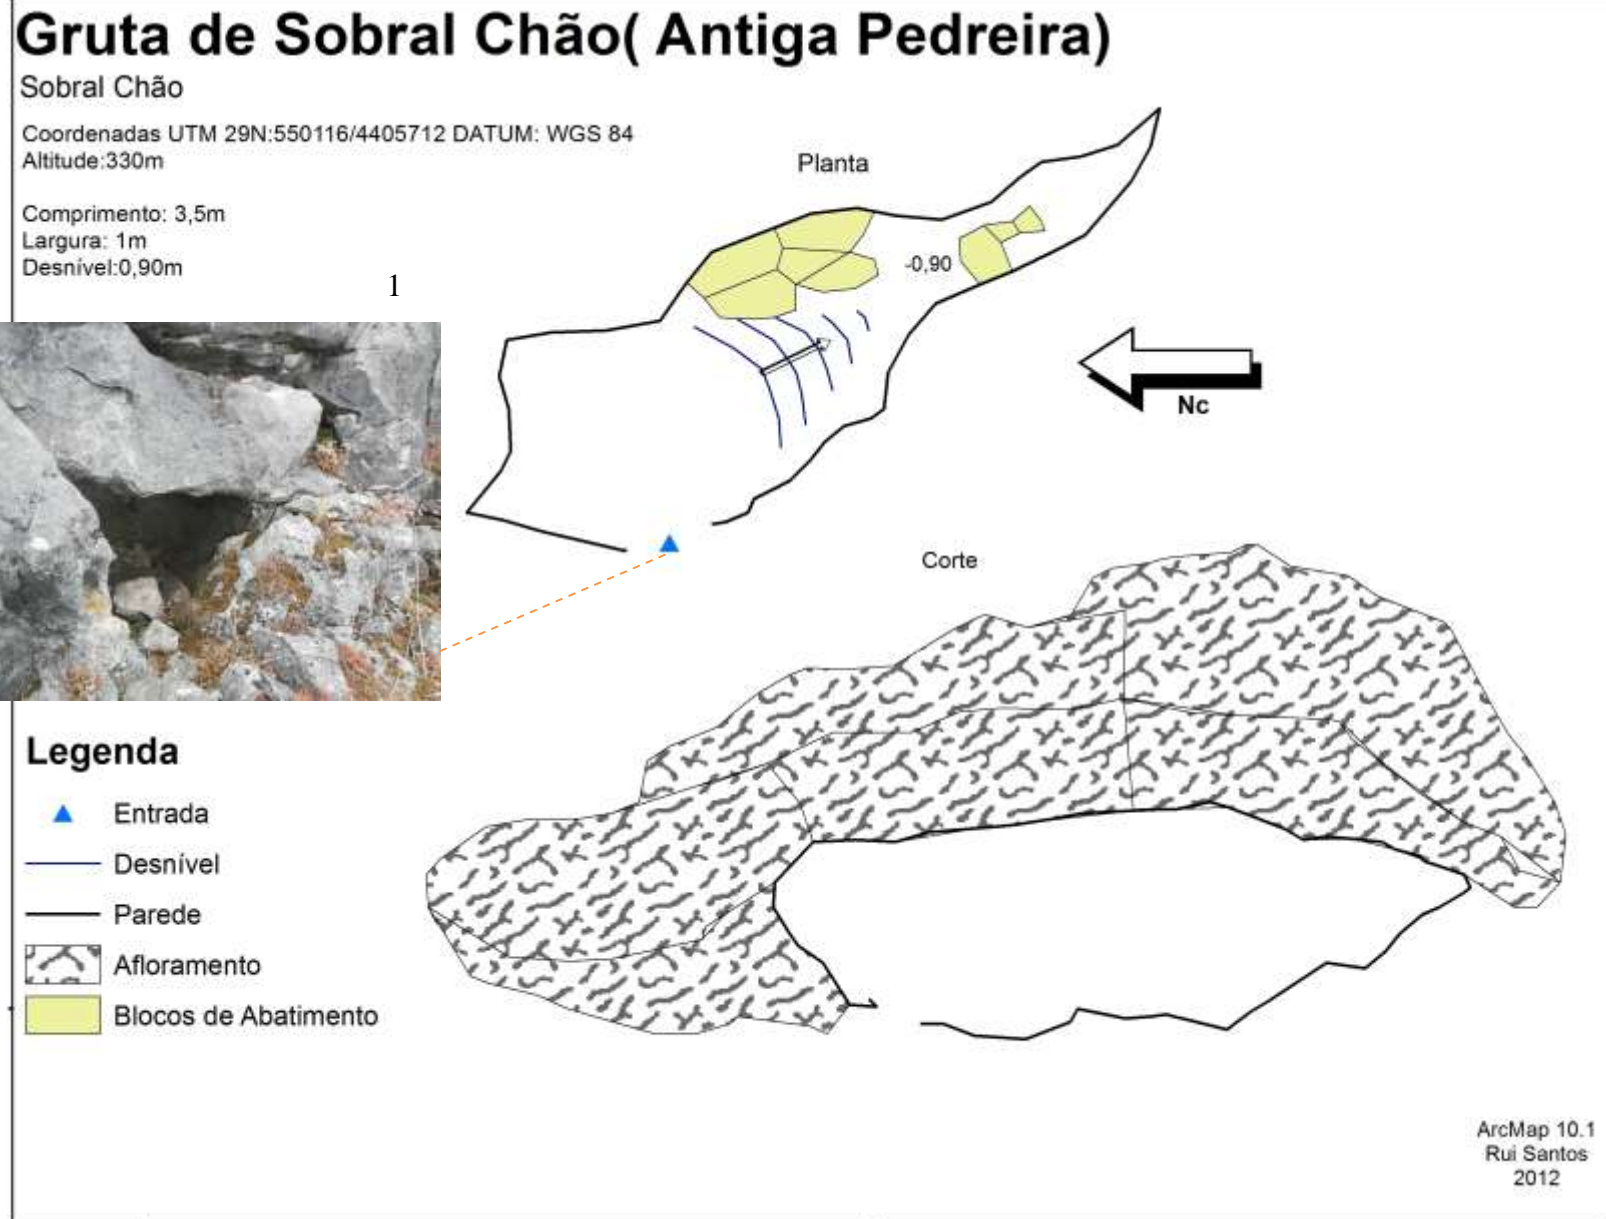 Gruta de Sobral Chão( Antiga Pedreira)
Sobral Chão
Coordenadas UTM 29N:550116/4405712 DATUM: WGS 84
Altitude:330m
Comprimento: 3,5m
Largura: 1m
Desnível:0,90m
1
Planta
-0,90
Nc
Corte
Legenda
Entrada
Desnível
Parede
Afloramento
Blocos de Abatimento
ArcMap 10.1
Rui Santos
2012